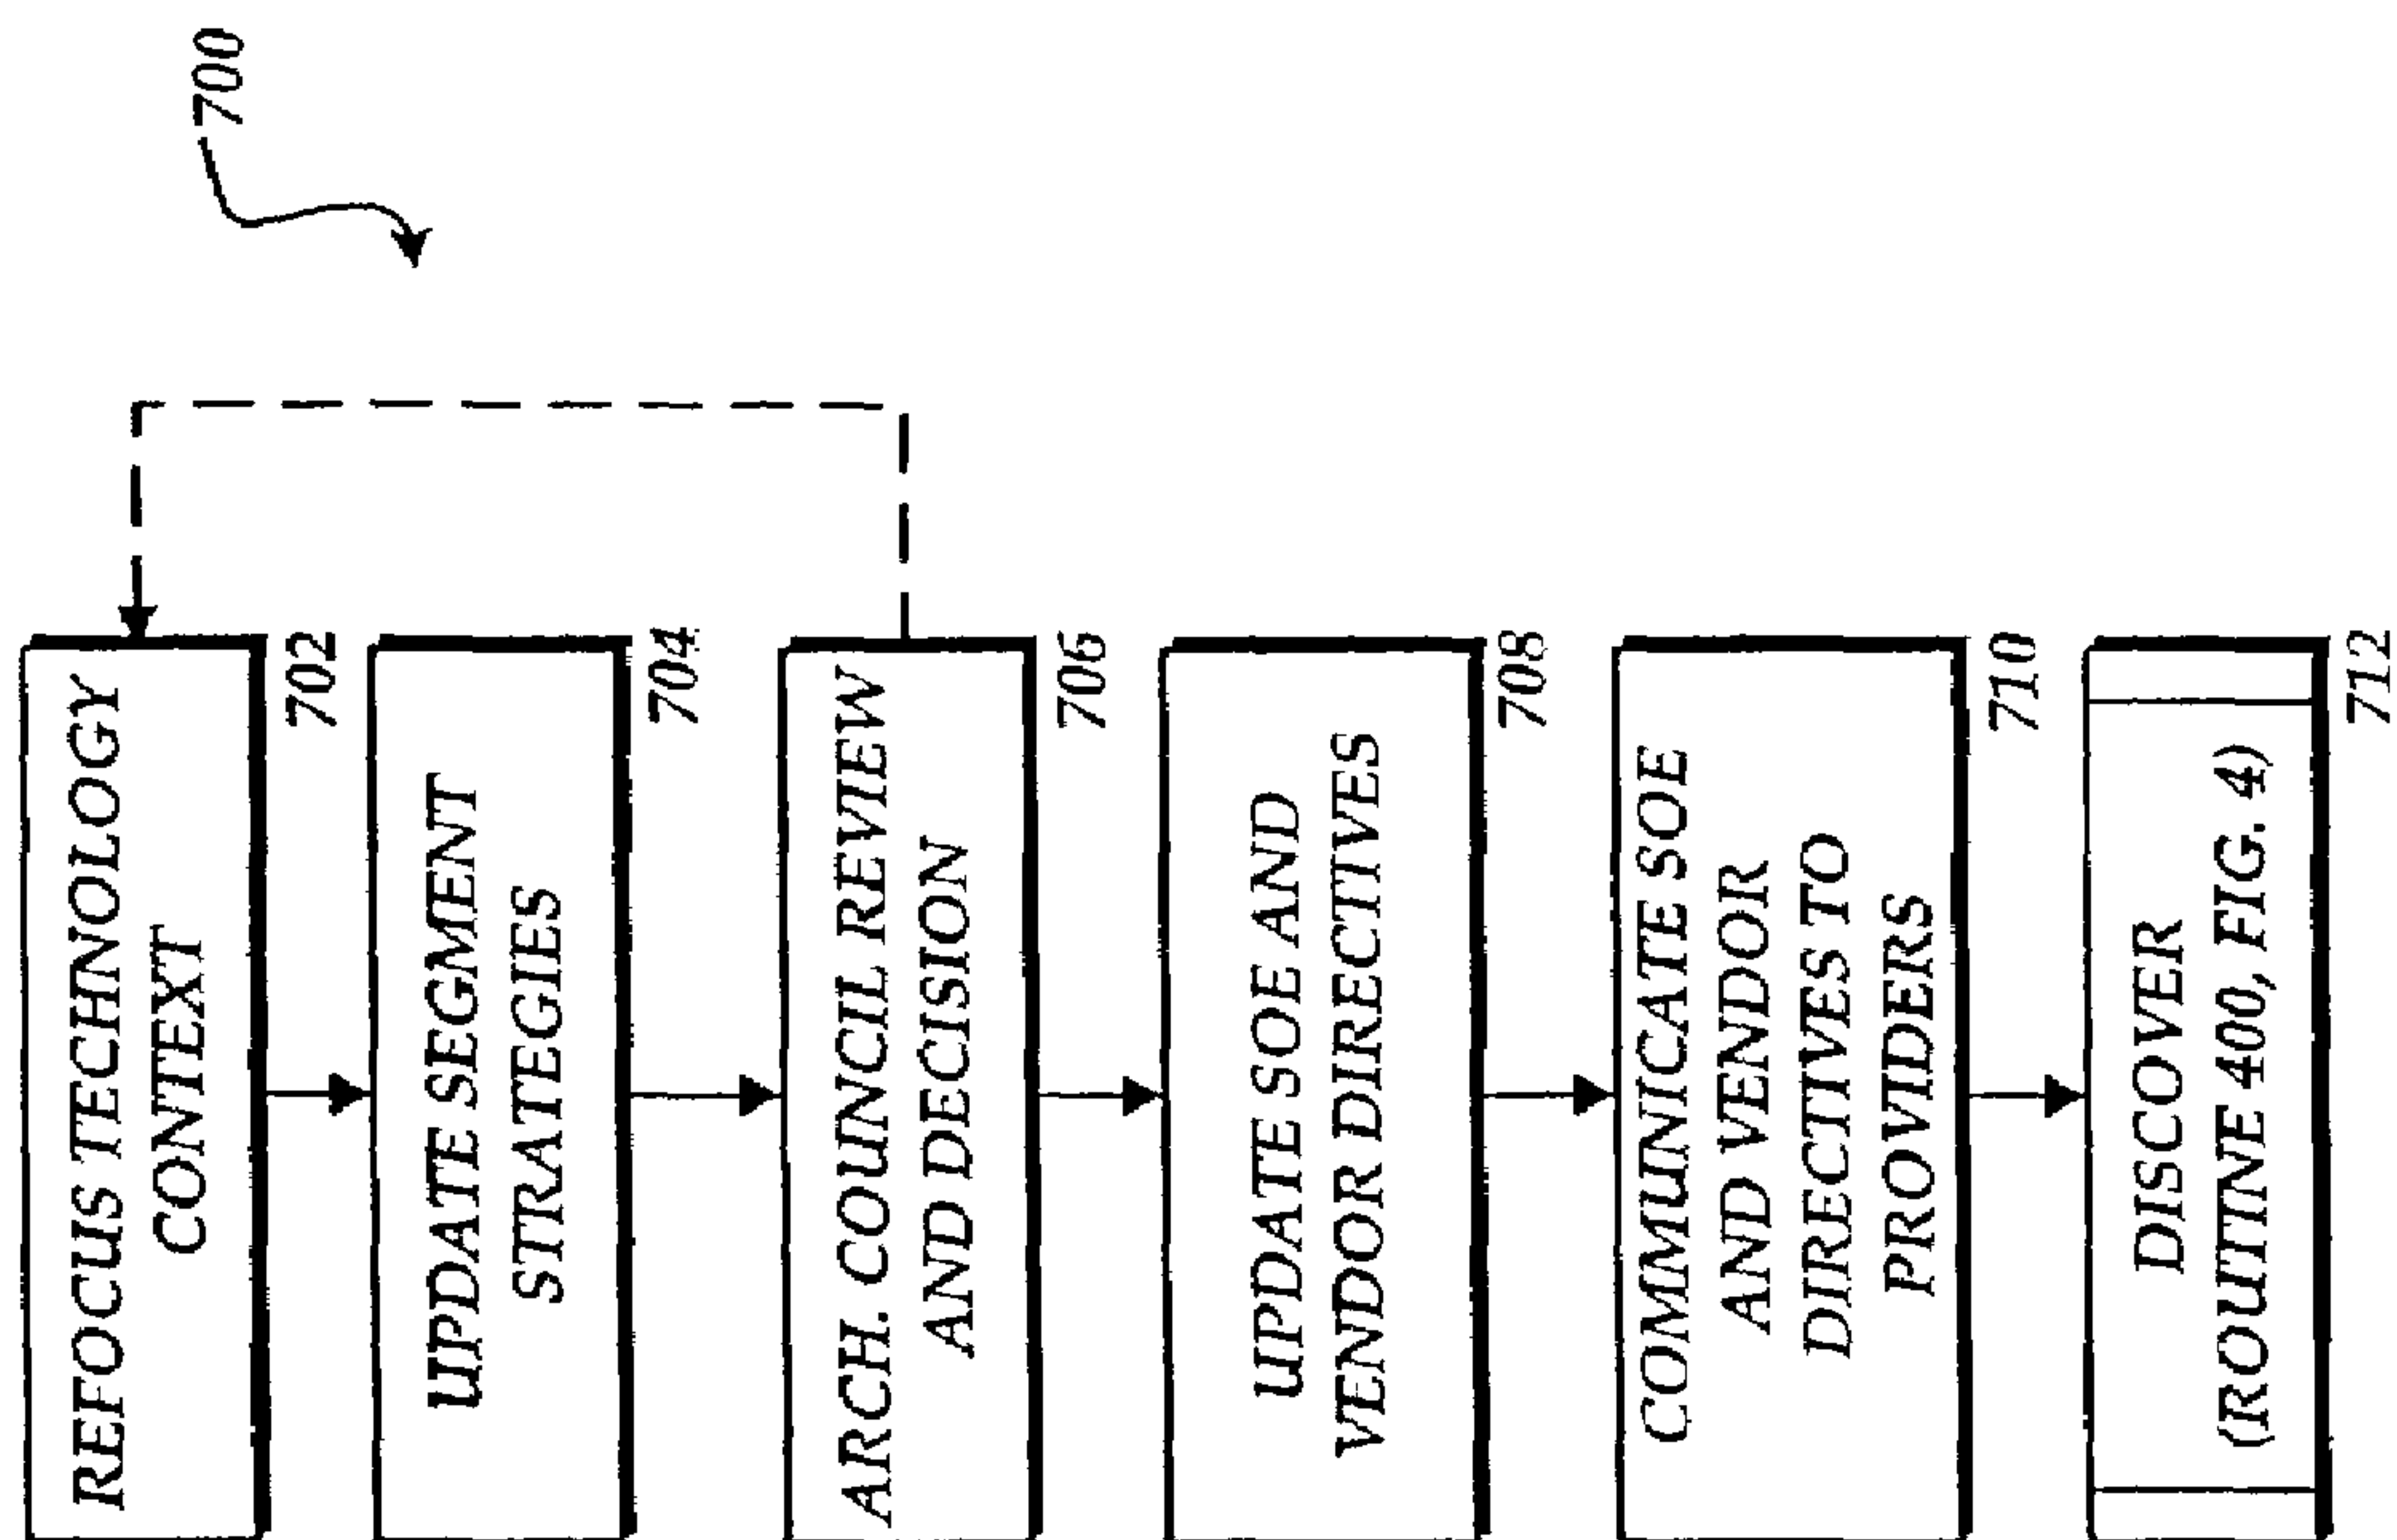 700
REFOCUS TECHNOLOGY
CONTEXT
702
UPDATE SEGMENT
STRATEGIES
704
ARCH. COUNCIL REVIEW
AND DECISION
706
UPDATE SOE AND
VENDOR DIRECTIVES
708
COMMUNICATE SOE
AND VENDOR
DIRECTIVES TO
PROVIDERS
710
DISCOVER
(ROUTINE 400, FIG. 4)
712